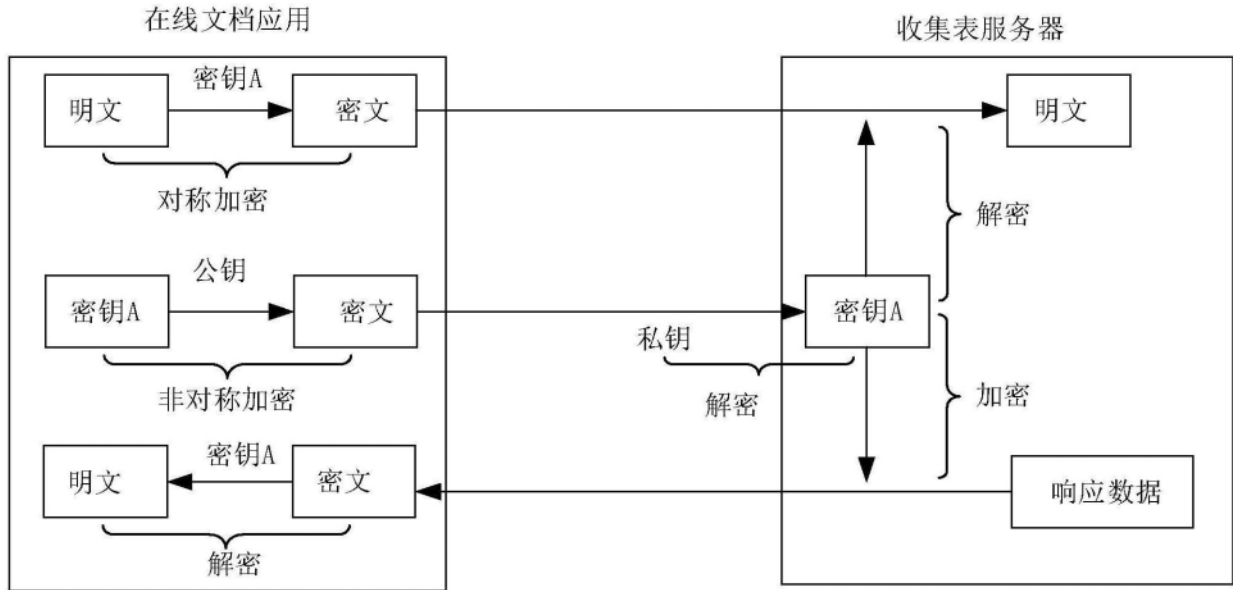 在线文档应用
收集表服务器
密钥A
明文
密文
明文
对称加密
解密
公钥
密钥A
密文
密钥A
私钥
非对称加密
解密
加密
密钥A
明文
密文
响应数据
解密